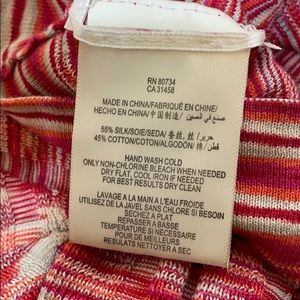 RN 80734
CA 31458
MADE IN CHINA/FABRIQUÉ EN CHINE/
HECHO EN CHINA/中国制造/صنع في الصين
55% SILK/SOIE/SEDA/蚕丝, 丝/حرير
45% COTTON/COTON/ALGODÓN/棉/قطن
HAND WASH COLD
ONLY NON-CHLORINE BLEACH WHEN NEEDED
DRY FLAT, COOL IRON IF NEEDED
FOR BEST RESULTS DRY CLEAN
LAVAGE A LA MAIN A L'EAU FROIDE
UTILISEZ DE LA JAVEL SANS CHLORE SI BESOIN
SECHEZ A PLAT
REPASSER A BASSE
TEMPERATURE SI NECESSAIRE
POUR DE MEILLEURS
RESULATS NETTOYER A SEC